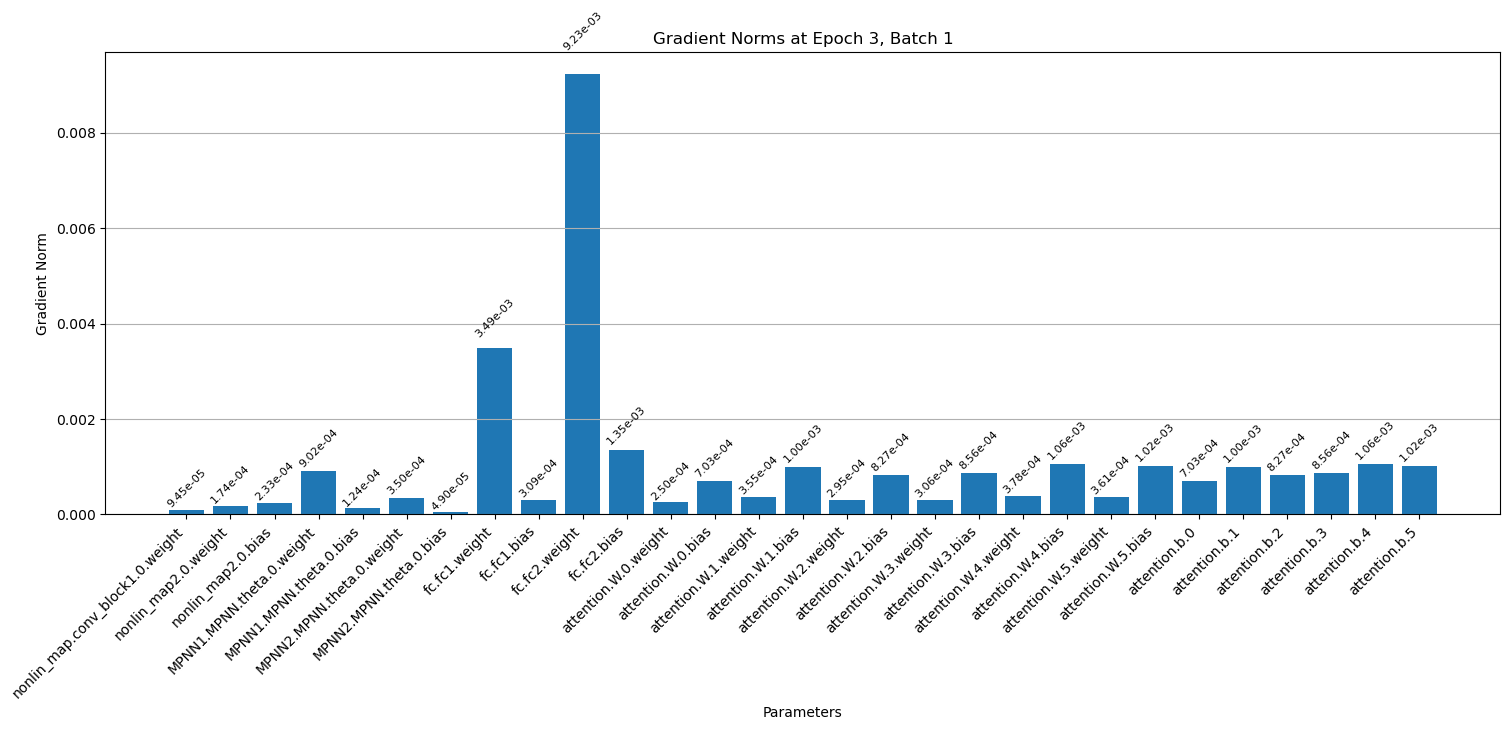 Gradient Norms at Epoch 3, Batch 1
Gradient Norm
0.008
0.006
0.004
0.002
0.000
9.45e-05
1.74e-04
2.33e-04
9.02e-04
1.24e-04
3.50e-04
4.90e-05
3.49e-03
3.09e-04
9.23e-03
1.35e-03
2.50e-04
7.03e-04
3.55e-04
1.00e-03
2.95e-04
8.27e-04
3.06e-04
8.56e-04
3.78e-04
1.06e-03
3.61e-04
1.02e-03
7.03e-04
1.00e-03
8.27e-04
8.56e-04
1.06e-03
1.02e-03
nonlin_map.conv_block1.0.weight
nonlin_map2.0.weight
nonlin_map2.0.bias
MPNN1.MPNN.theta.0.weight
MPNN1.MPNN.theta.0.bias
MPNN2.MPNN.theta.0.weight
MPNN2.MPNN.theta.0.bias
fc.fc1.weight
fc.fc1.bias
fc.fc2.weight
fc.fc2.bias
attention.W.0.weight
attention.W.0.bias
attention.W.1.weight
attention.W.1.bias
attention.W.2.weight
attention.W.2.bias
attention.W.3.weight
attention.W.3.bias
attention.W.4.weight
attention.W.4.bias
attention.W.5.weight
attention.W.5.bias
attention.b.0
attention.b.1
attention.b.2
attention.b.3
attention.b.4
attention.b.5
Parameters